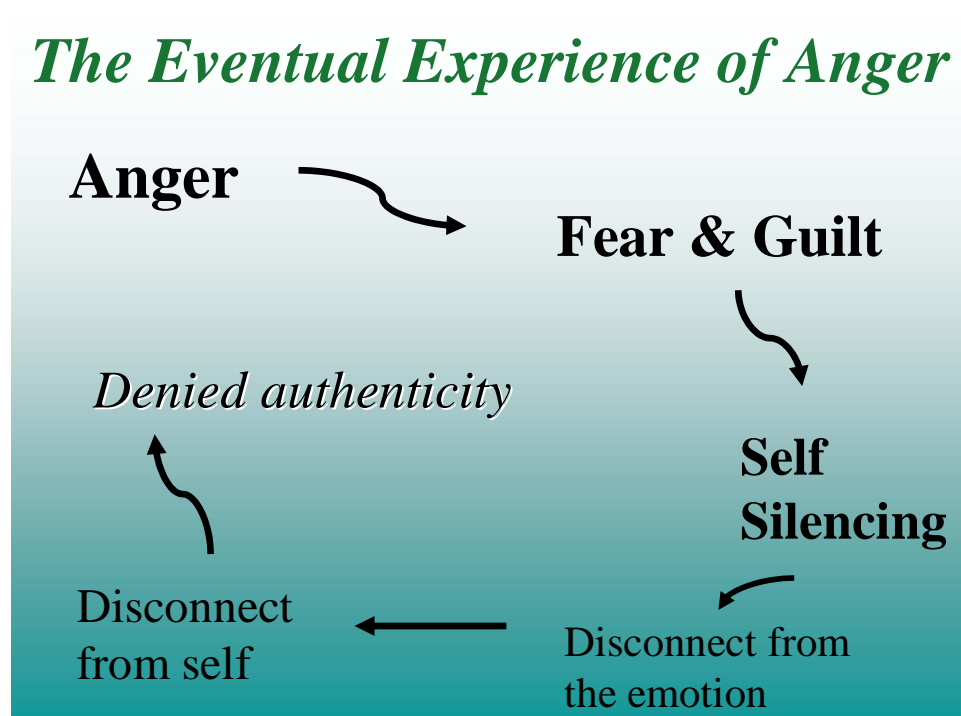 The Eventual Experience of Anger
Anger
Fear & Guilt
Self
Silencing
Disconnect from
the emotion
Disconnect
from self
Denied authenticity